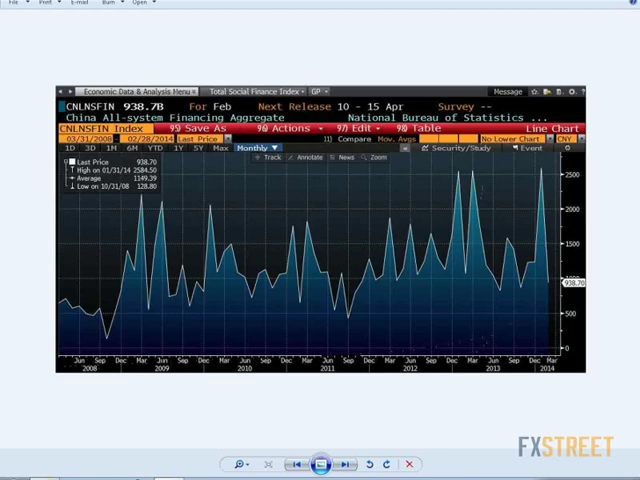 File Print E-mail Burn Open
Economic Data & Analysis Menu Total Social Finance Index GP Message
CNLNSFIN 938.7B For Feb Next Release 10 - 15 Apr Survey --
China All-system Financing Aggregate National Bureau of Statistics ...
CNLNSFIN Index 95) Save As 96) Actions 97) Edit 98) Table Line Chart
03/31/2008 - 02/28/2014 Last Price Compare Mov. Avgs No Lower Chart CNY
1D 3D 1M 6M YTD 1Y 5Y Max Monthly Security/Study Event
Track Annotate News Zoom
Last Price 938.70
High on 01/31/14 2584.50
Average 1149.39
Low on 10/31/08 128.80
2500
2000
1500
1000
938.70
500
0
Jun Sep Dec Mar Jun Sep Dec Mar Jun Sep Dec Mar Jun Sep Dec Mar Jun Sep Dec Mar Jun Sep Dec Mar
2008 2009 2010 2011 2012 2013 2014
FXSTREET